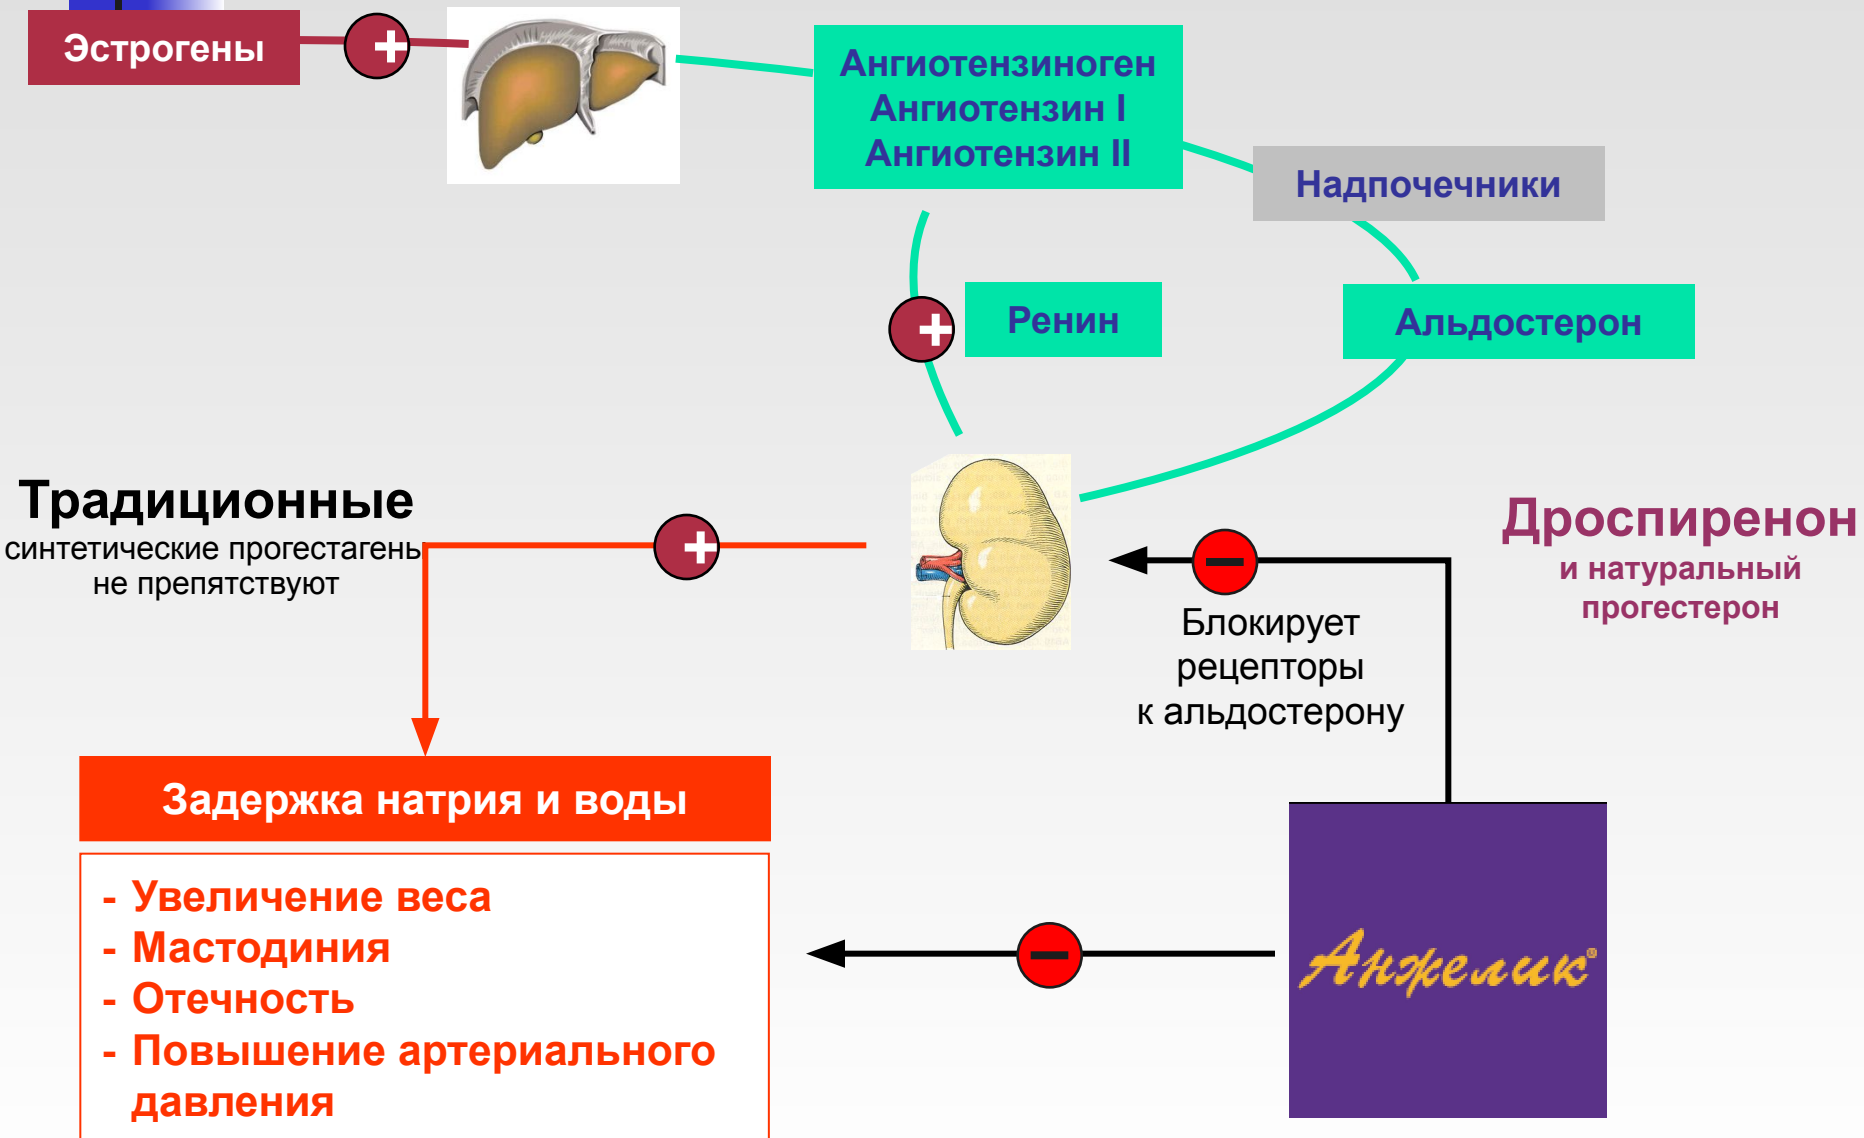 Эстрогены
+
Ангиотензиноген
Ангиотензин I
Ангиотензин II
Надпочечники
+
Ренин
Альдостерон
Традиционные
синтетические прогестагены
не препятствуют
+
Дроспиренон
и натуральный
прогестерон
Блокирует
рецепторы
к альдостерону
Задержка натрия и воды
- Увеличение веса
- Мастодиния
- Отечность
- Повышение артериального
давления
Анжелик®